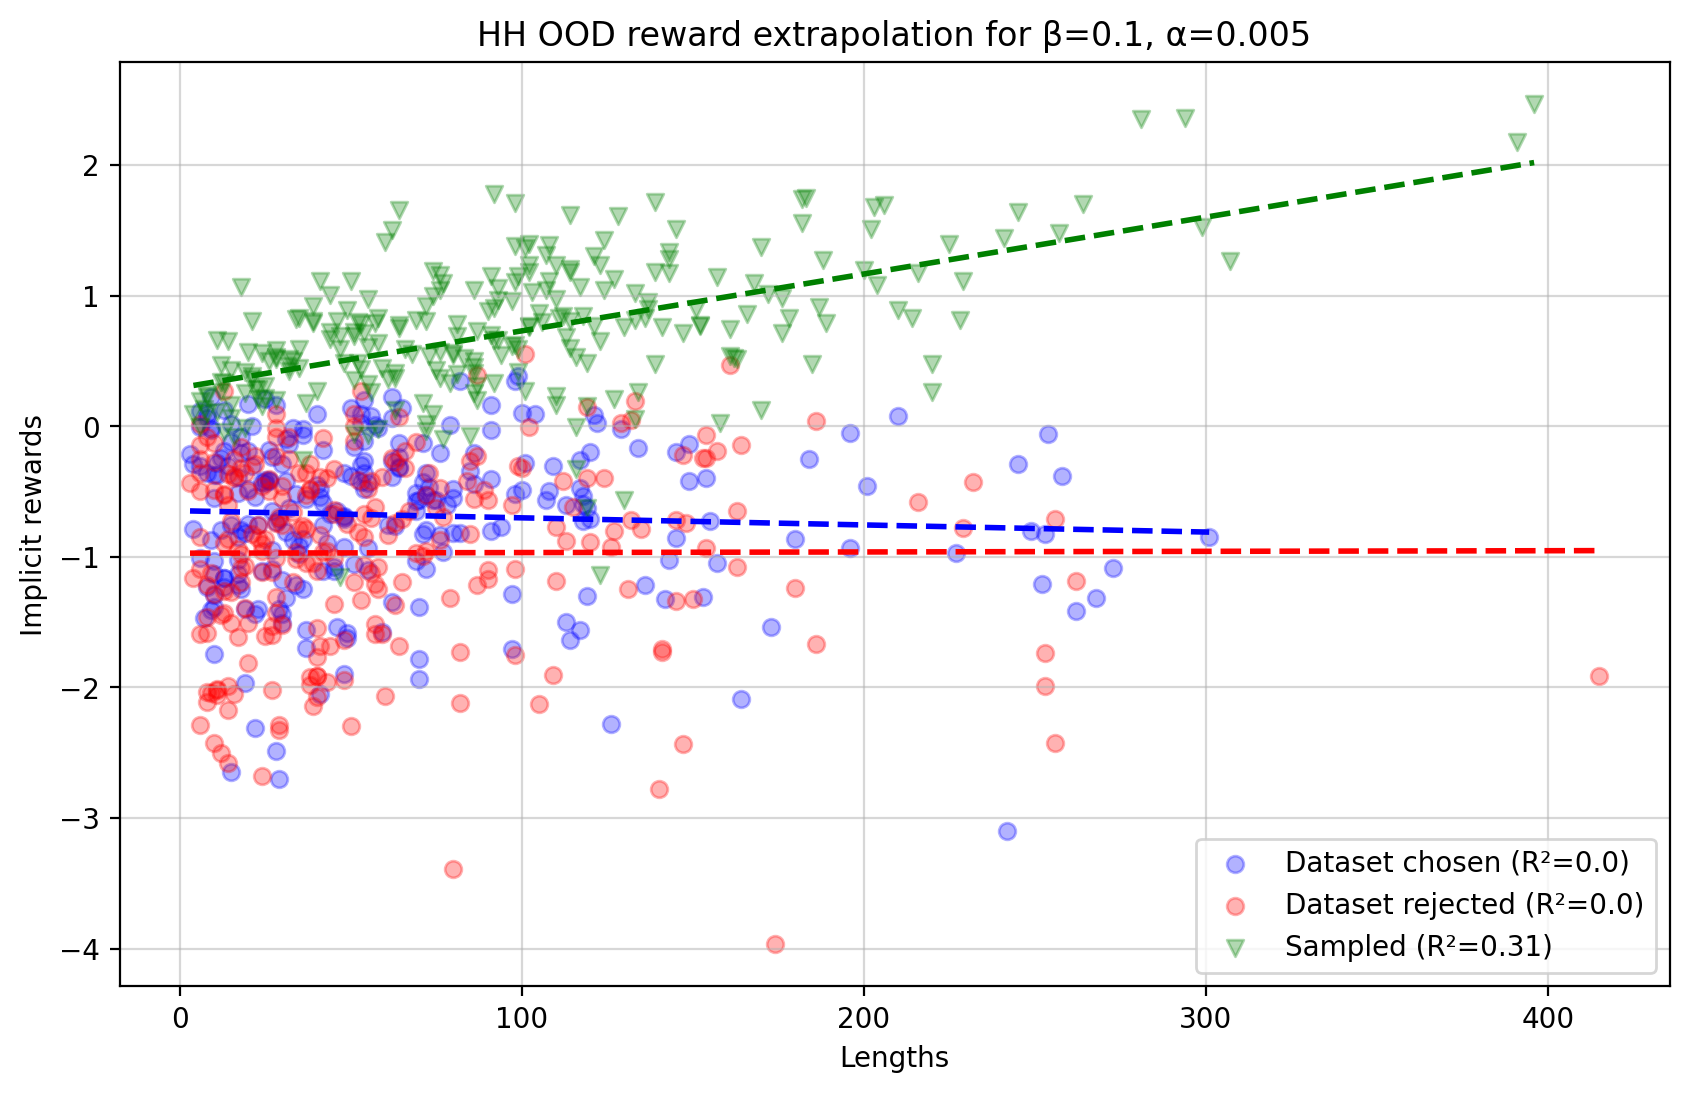 HH OOD reward extrapolation for β=0.1, α=0.005
Implicit rewards
2
1
0
−1
−2
−3
−4
Dataset chosen (R²=0.0)
Dataset rejected (R²=0.0)
Sampled (R²=0.31)
0
100
200
300
400
Lengths